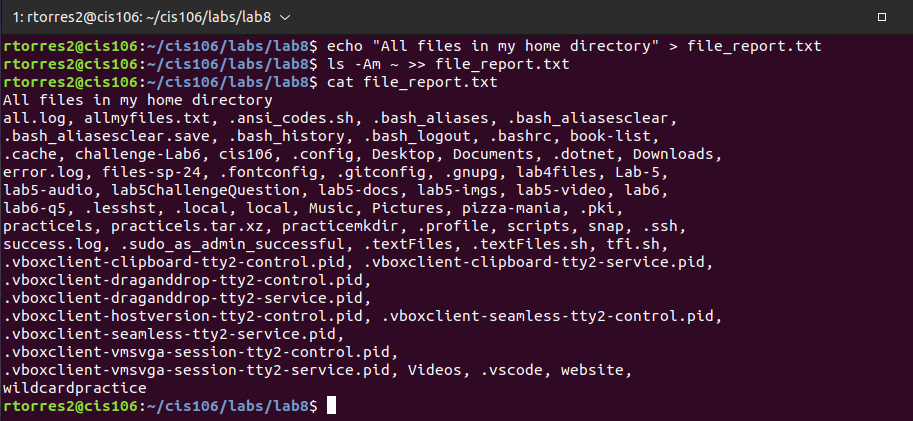 1: rtorres2@cis106: ~/cis106/labs/lab8
rtorres2@cis106:~/cis106/labs/lab8$ echo "All files in my home directory" > file_report.txt
rtorres2@cis106:~/cis106/labs/lab8$ ls -Am ~ >> file_report.txt
rtorres2@cis106:~/cis106/labs/lab8$ cat file_report.txt
All files in my home directory
all.log, allmyfiles.txt, .ansi_codes.sh, .bash_aliases, .bash_aliasesclear,
.bash_aliasesclear.save, .bash_history, .bash_logout, .bashrc, book-list,
.cache, challenge-Lab6, cis106, .config, Desktop, Documents, .dotnet, Downloads,
error.log, files-sp-24, .fontconfig, .gitconfig, .gnupg, lab4files, Lab-5,
lab5-audio, lab5ChallengeQuestion, lab5-docs, lab5-imgs, lab5-video, lab6,
lab6-q5, .lesshst, .local, local, Music, Pictures, pizza-mania, .pki,
practicels, practicels.tar.xz, practicemkdir, .profile, scripts, snap, .ssh,
success.log, .sudo_as_admin_successful, .textFiles, .textFiles.sh, tfi.sh,
.vboxclient-clipboard-tty2-control.pid, .vboxclient-clipboard-tty2-service.pid,
.vboxclient-draganddrop-tty2-control.pid,
.vboxclient-draganddrop-tty2-service.pid,
.vboxclient-hostversion-tty2-control.pid, .vboxclient-seamless-tty2-control.pid,
.vboxclient-seamless-tty2-service.pid,
.vboxclient-vmsvga-session-tty2-control.pid,
.vboxclient-vmsvga-session-tty2-service.pid, Videos, .vscode, website,
wildcardpractice
rtorres2@cis106:~/cis106/labs/lab8$